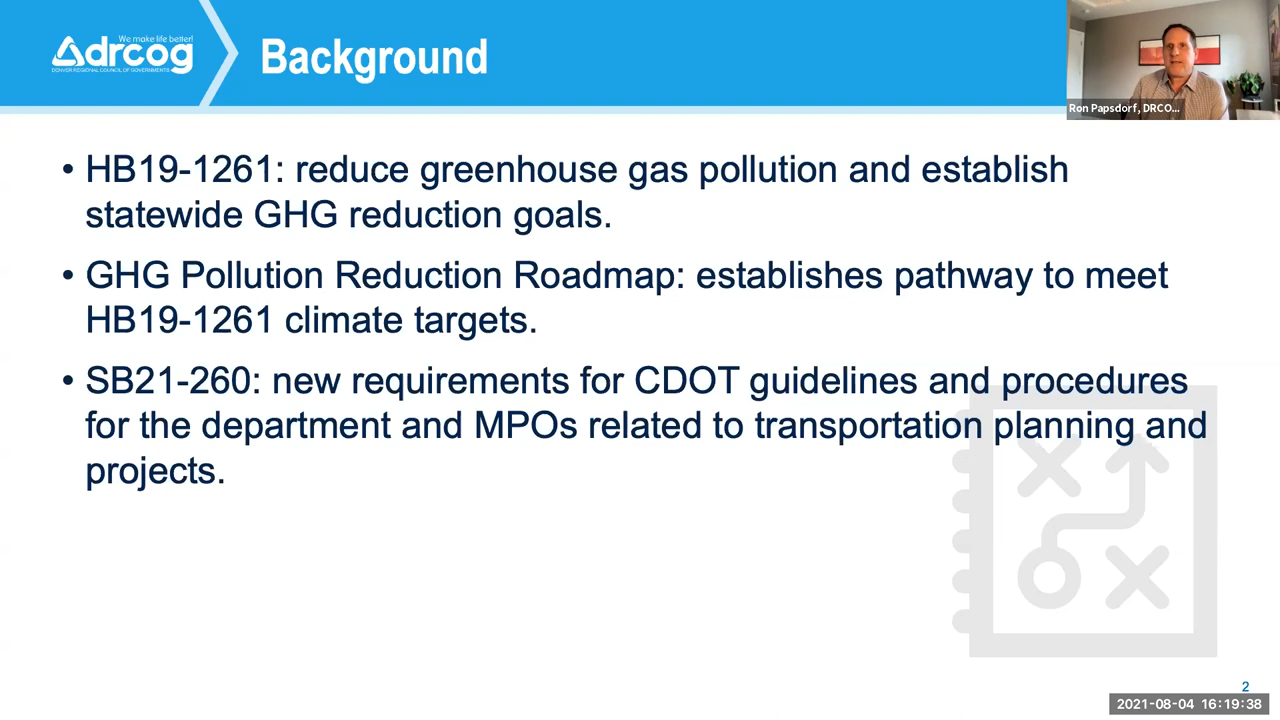 We make life better!
drcog
DENVER REGIONAL COUNCIL OF GOVERNMENTS
Background
Ron Papsdorf, DRCO...
• HB19-1261: reduce greenhouse gas pollution and establish
statewide GHG reduction goals.
• GHG Pollution Reduction Roadmap: establishes pathway to meet
HB19-1261 climate targets.
• SB21-260: new requirements for CDOT guidelines and procedures
for the department and MPOs related to transportation planning and
projects.
2
2021-08-04 16:19:38